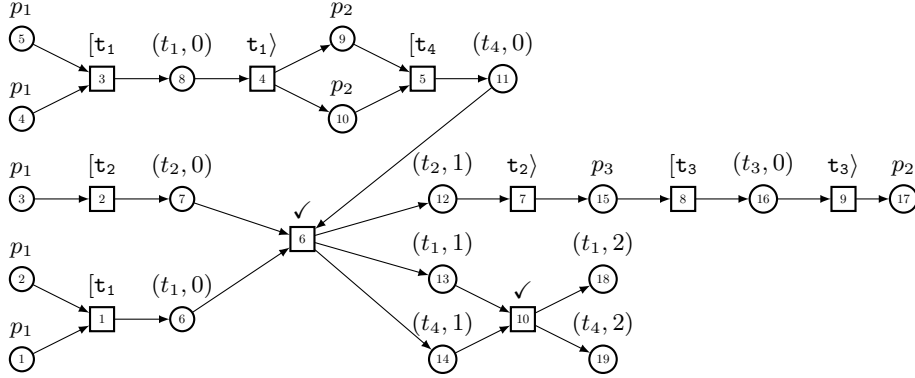 p₁ p₂
5 [t₁ (t₁, 0) t₁⟩ 9 [t₄ (t₄, 0)
p₁ 3 8 4 p₂ 5 11
4 10
p₁ [t₂ (t₂, 0) (t₂, 1) t₂⟩ p₃ [t₃ (t₃, 0) t₃⟩ p₂
3 2 7 ✓ 12 7 15 8 16 9 17
p₁ 6 (t₁, 1) (t₁, 2)
2 [t₁ (t₁, 0) 13 ✓ 18
p₁ 1 6 (t₄, 1) 10 (t₄, 2)
1 14 19